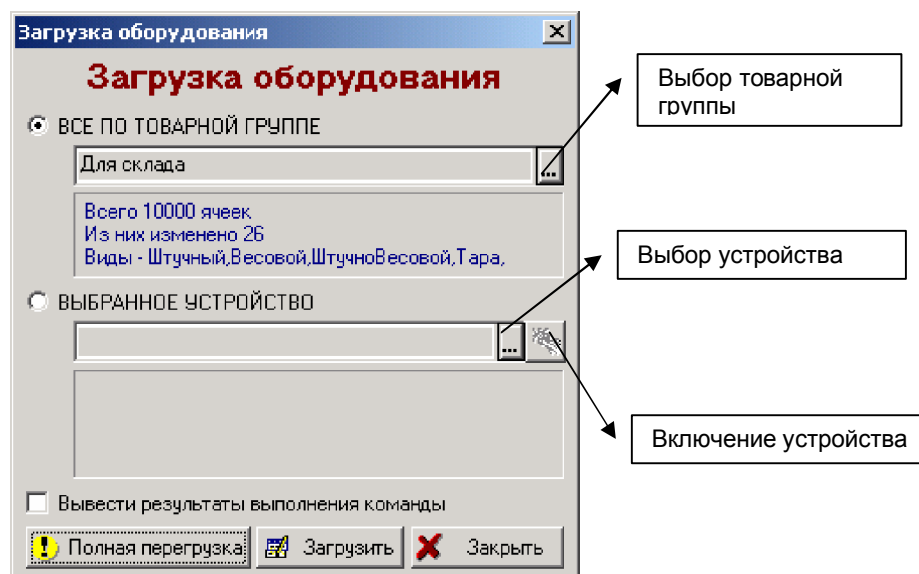 Загрузка оборудования
Загрузка оборудования
ВСЕ ПО ТОВАРНОЙ ГРУППЕ
Для склада
...
Всего 10000 ячеек
Из них изменено 26
Виды - Штучный,Весовой,ШтучноВесовой,Тара,
ВЫБРАННОЕ УСТРОЙСТВО
...
Вывести результаты выполнения команды
Полная перегрузка Загрузить Закрыть
Выбор товарной
группы
Выбор устройства
Включение устройства